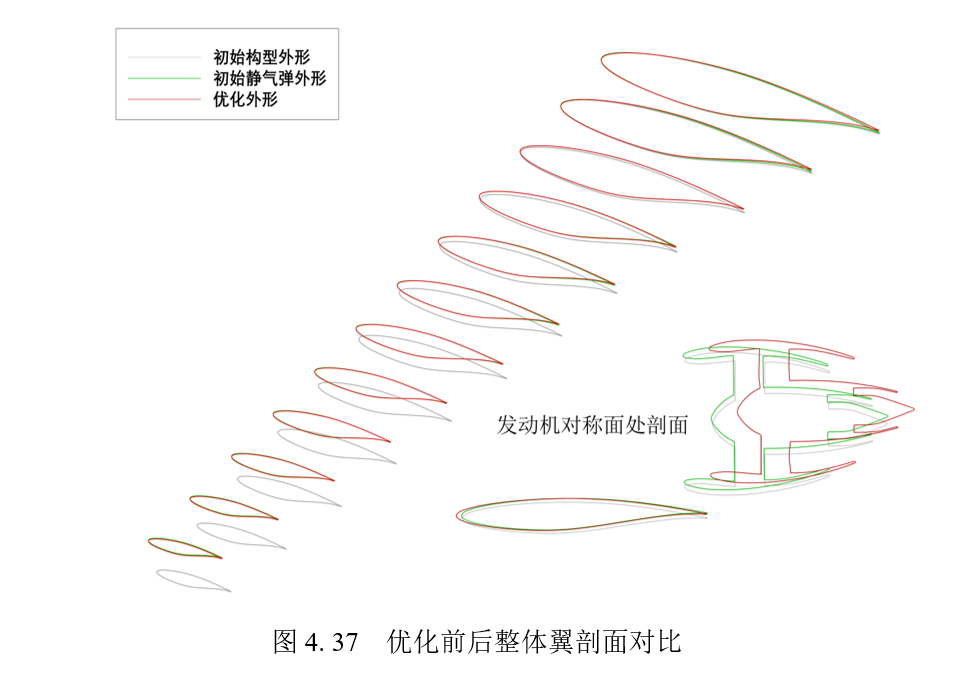 初始构型外形
初始静气弹外形
优化外形
发动机对称面处剖面
图 4. 37 优化前后整体翼剖面对比